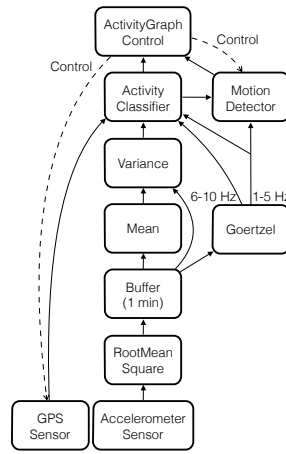 ActivityGraph
Control
Control
Control
Activity
Classifier
Motion
Detector
Variance
6-10 Hz
1-5 Hz
Mean
Goertzel
Buffer
(1 min)
RootMean
Square
GPS
Sensor
Accelerometer
Sensor